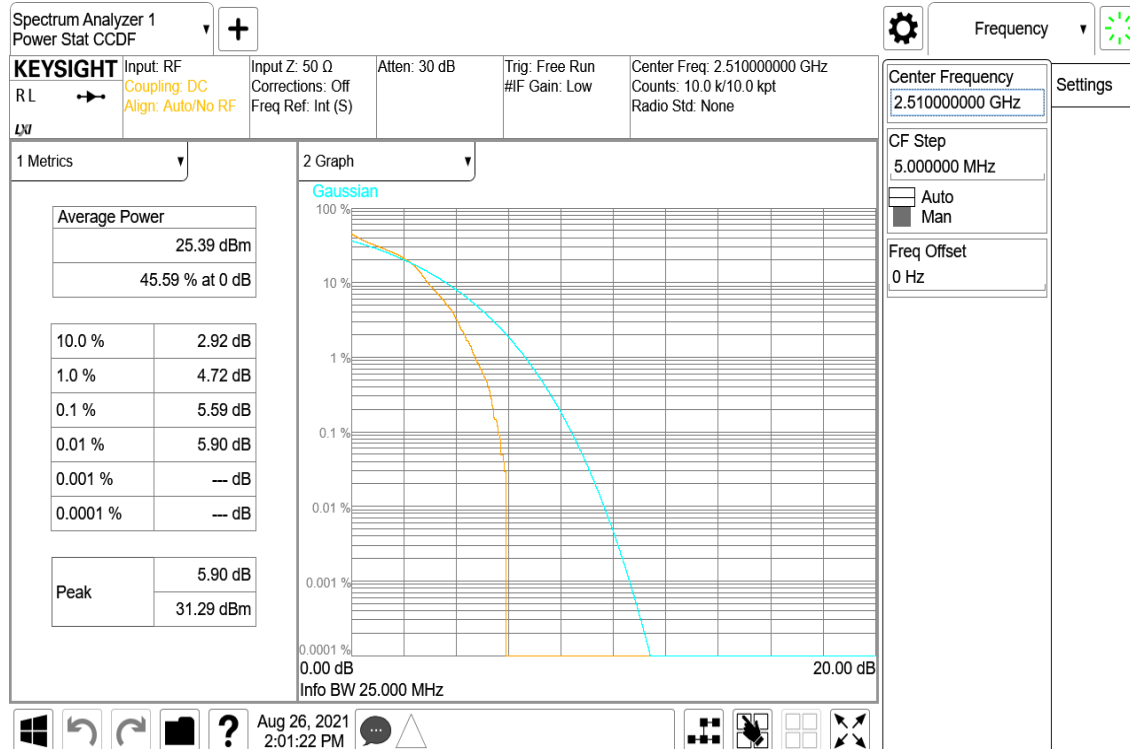 Spectrum Analyzer 1
Power Stat CCDF
Frequency
KEYSIGHT
R L
LXI
Input: RF
Coupling: DC
Align: Auto/No RF
Input Z: 50 Ω
Corrections: Off
Freq Ref: Int (S)
Atten: 30 dB
Trig: Free Run
#IF Gain: Low
Center Freq: 2.510000000 GHz
Counts: 10.0 k/10.0 kpt
Radio Std: None
Center Frequency
2.510000000 GHz
Settings
CF Step
5.000000 MHz
Auto
Man
Freq Offset
0 Hz
1 Metrics
Average Power
25.39 dBm
45.59 % at 0 dB
10.0 % 2.92 dB
1.0 % 4.72 dB
0.1 % 5.59 dB
0.01 % 5.90 dB
0.001 % --- dB
0.0001 % --- dB
Peak
5.90 dB
31.29 dBm
2 Graph
Gaussian
100 %
10 %
1 %
0.1 %
0.01 %
0.001 %
0.0001 %
0.00 dB 20.00 dB
Info BW 25.000 MHz
?
Aug 26, 2021
2:01:22 PM